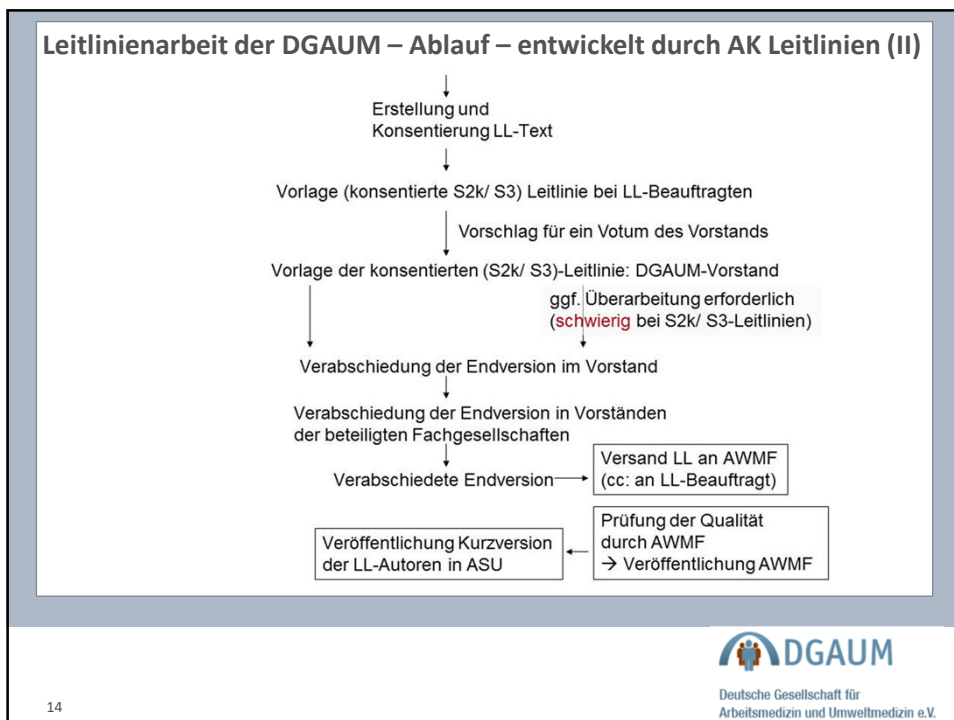 Leitlinienarbeit der DGAUM – Ablauf – entwickelt durch AK Leitlinien (II)
Erstellung und
Konsentierung LL-Text
Vorlage (konsentierte S2k/ S3) Leitlinie bei LL-Beauftragten
Vorschlag für ein Votum des Vorstands
Vorlage der konsentierten (S2k/ S3)-Leitlinie: DGAUM-Vorstand
ggf. Überarbeitung erforderlich
(schwierig bei S2k/ S3-Leitlinien)
Verabschiedung der Endversion im Vorstand
Verabschiedung der Endversion in Vorständen
der beteiligten Fachgesellschaften
Verabschiedete Endversion
Versand LL an AWMF
(cc: an LL-Beauftragt)
Prüfung der Qualität
durch AWMF
→ Veröffentlichung AWMF
Veröffentlichung Kurzversion
der LL-Autoren in ASU
DGAUM
Deutsche Gesellschaft für
Arbeitsmedizin und Umweltmedizin e.V.
14